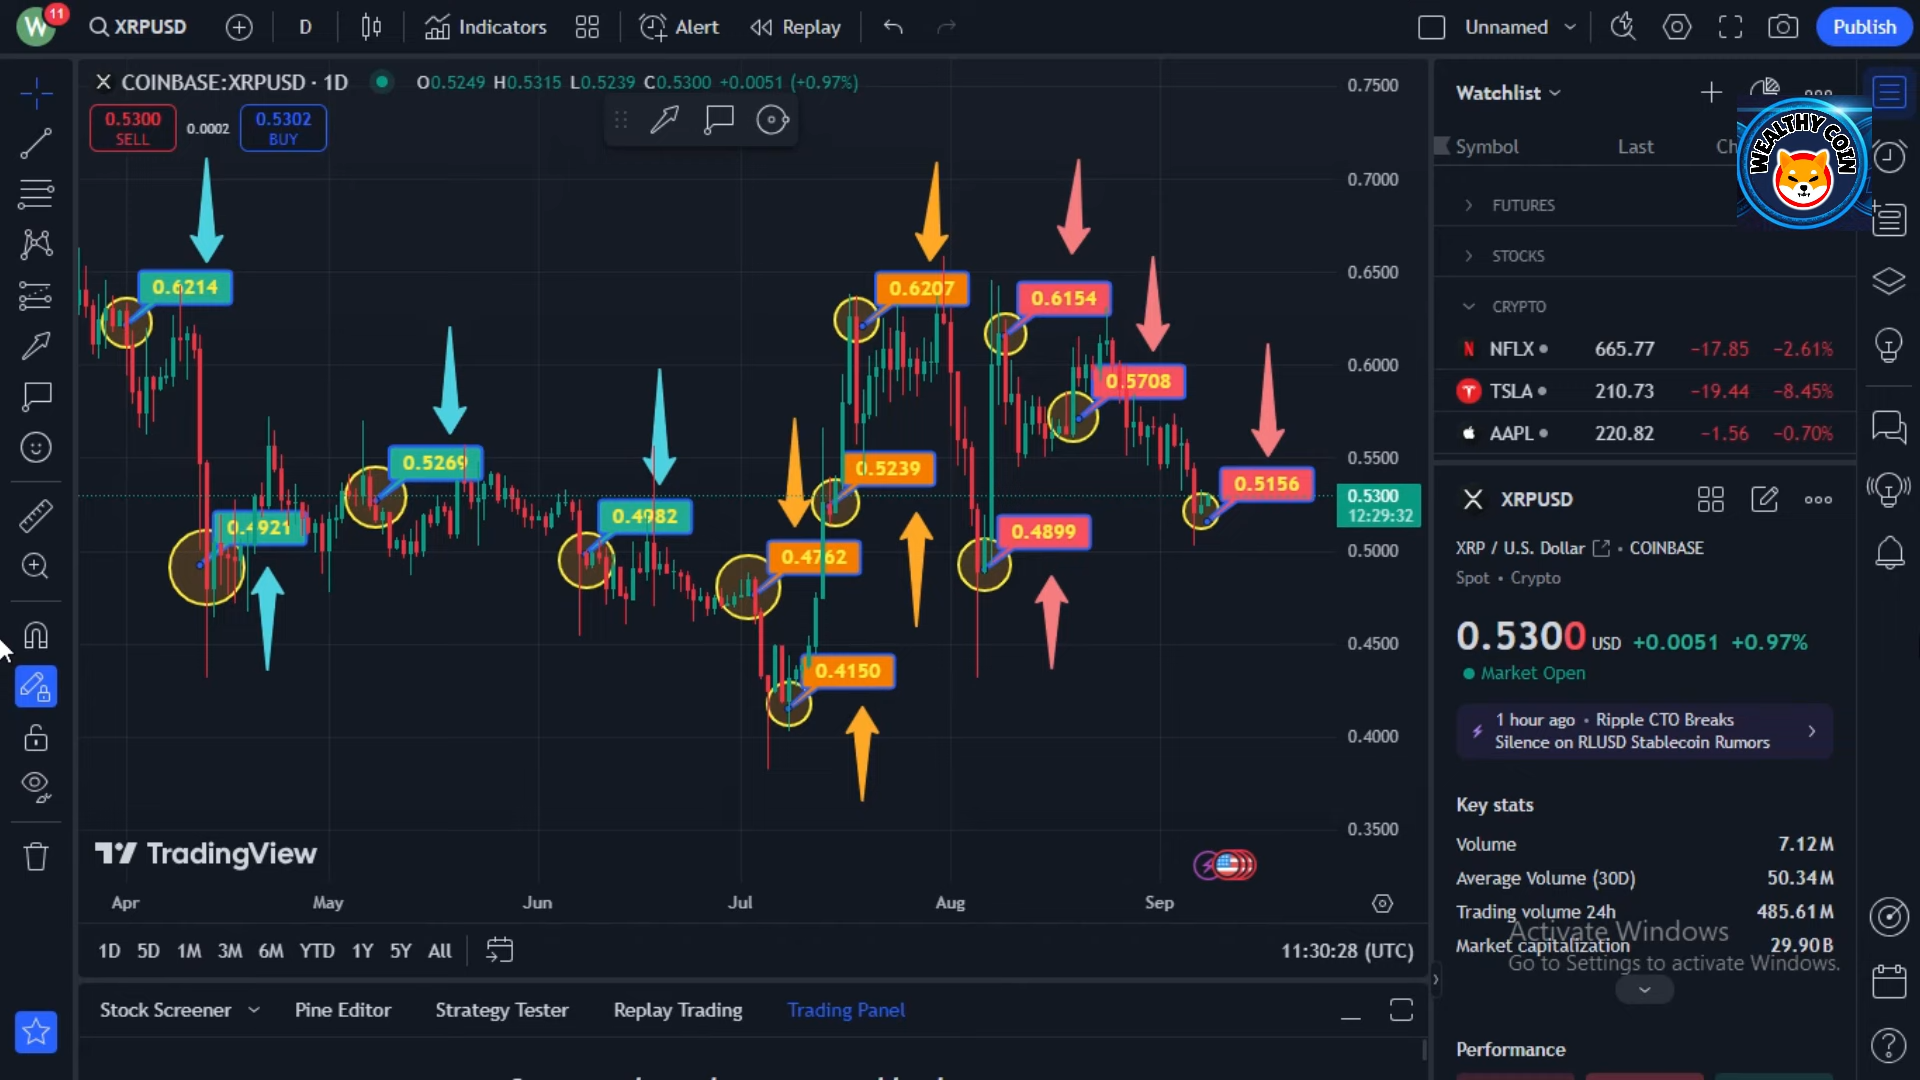 W
11
XRPUSD
D
Indicators
Alert
Replay
Unnamed
Publish
COINBASE:XRPUSD · 1D
O0.5249 H0.5315 L0.5239 C0.5300 +0.0051 (+0.97%)
0.5300
SELL
0.0002
0.5302
BUY
0.7500
0.7000
0.6500
0.6000
0.5500
0.5300
12:29:32
0.5000
0.4500
0.4000
0.3500
0.6214
0.4921
0.5269
0.4982
0.4762
0.4150
0.5239
0.6207
0.6154
0.4899
0.5708
0.5156
TradingView
Apr
May
Jun
Jul
Aug
Sep
1D 5D 1M 3M 6M YTD 1Y 5Y All
11:30:28 (UTC)
Stock Screener
Pine Editor
Strategy Tester
Replay Trading
Trading Panel
Watchlist
WEALTHY COIN
Symbol Last Ch
FUTURES
STOCKS
CRYPTO
NFLX 665.77 −17.85 −2.61%
TSLA 210.73 −19.44 −8.45%
AAPL 220.82 −1.56 −0.70%
XRPUSD
XRP / U.S. Dollar • COINBASE
Spot • Crypto
0.5300 USD +0.0051 +0.97%
Market Open
1 hour ago • Ripple CTO Breaks
Silence on RLUSD Stablecoin Rumors
Key stats
Volume 7.12M
Average Volume (30D) 50.34M
Trading volume 24h 485.61M
Market capitalization 29.90B
Activate Windows
Go to Settings to activate Windows.
Performance